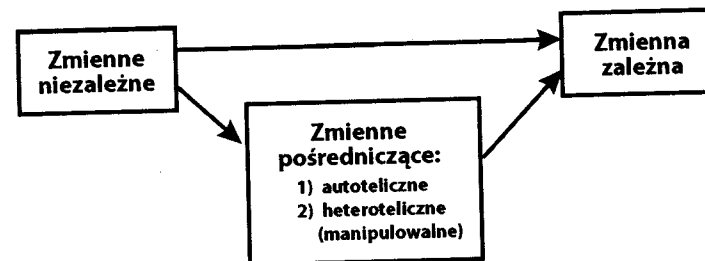 Zmienne
niezależne
Zmienna
zależna
Zmienne
pośredniczące:
1) autoteliczne
2) heteroteliczne
(manipulowalne)